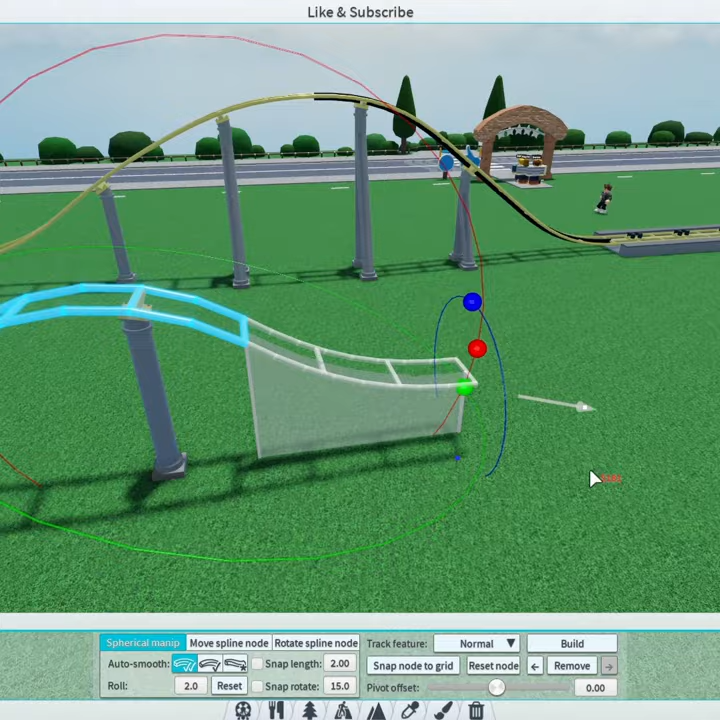 Like & Subscribe
Spherical manip Move spline node Rotate spline node Track feature: Normal Build
Auto-smooth: Snap length: 2.00 Snap node to grid Reset node Remove
Roll: 2.0 Reset Snap rotate: 15.0 Pivot offset: 0.00